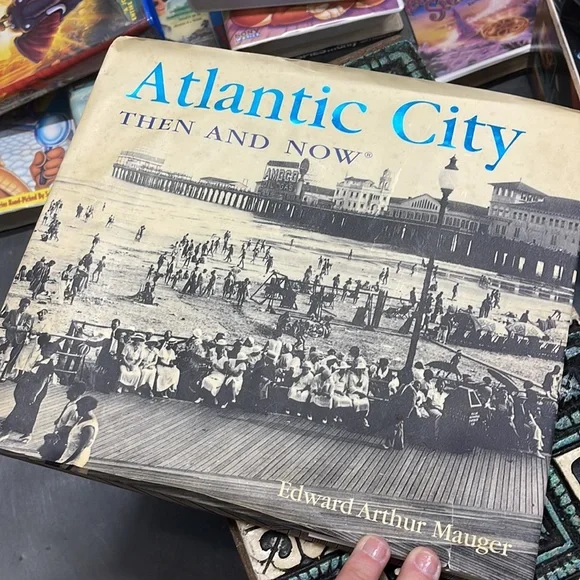 Atlantic City
THEN AND NOW®
Edward Arthur Mauger